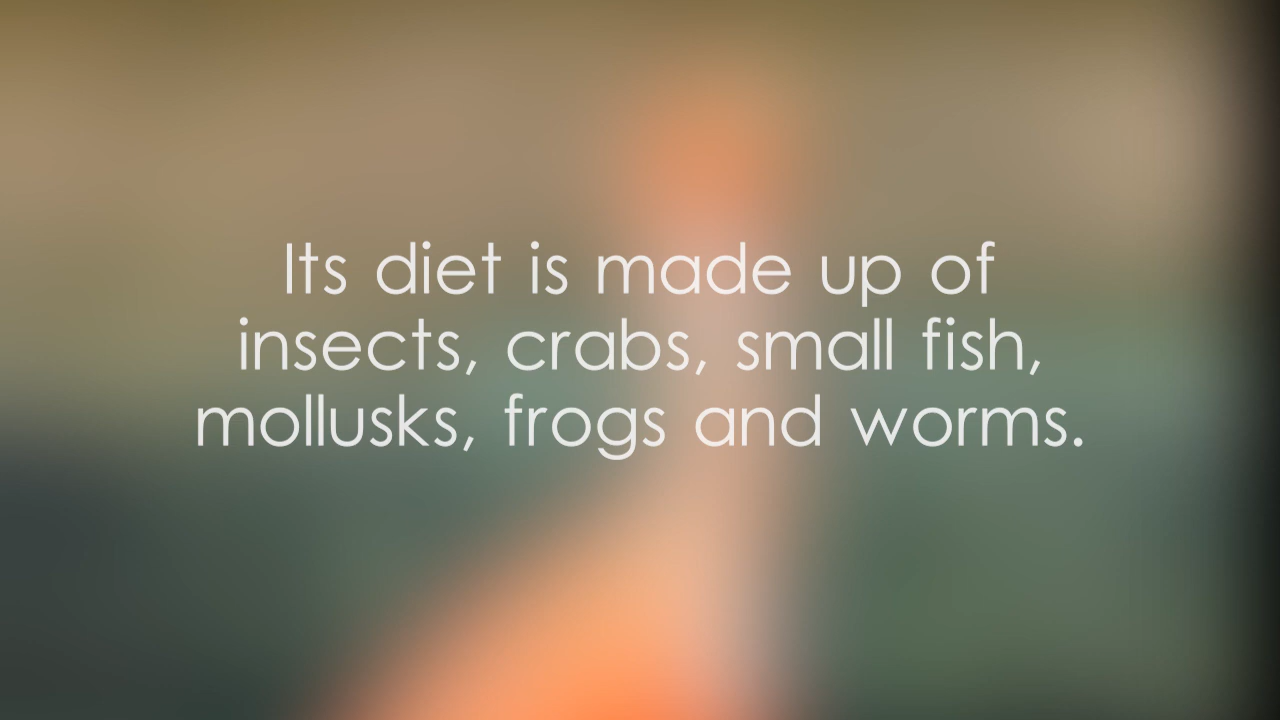 Its diet is made up of
insects, crabs, small fish,
mollusks, frogs and worms.